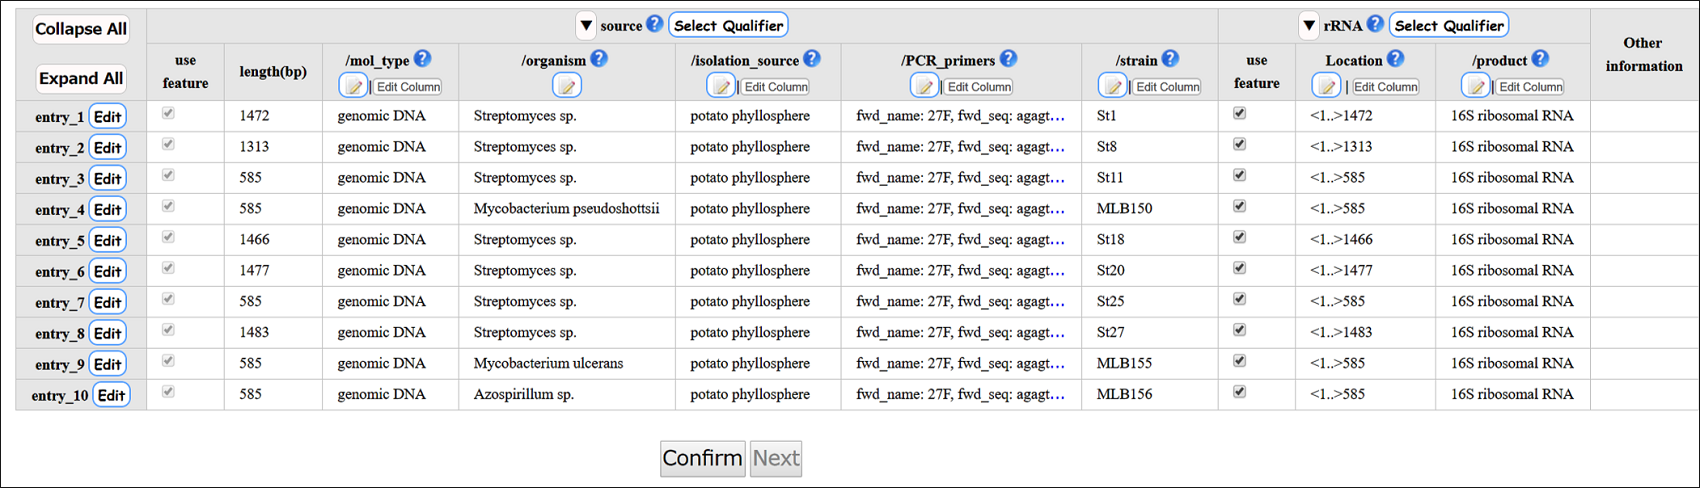 Collapse All ▼ source ? Select Qualifier ▼ rRNA ? Select Qualifier
Expand All use feature length(bp) /mol_type ? | Edit Column /organism ? /isolation_source ? | Edit Column /PCR_primers ? | Edit Column /strain ? | Edit Column use feature Location ? | Edit Column /product ? | Edit Column Other information
entry_1 Edit 1472 genomic DNA Streptomyces sp. potato phyllosphere fwd_name: 27F, fwd_seq: agagt... St1 <1..>1472 16S ribosomal RNA
entry_2 Edit 1313 genomic DNA Streptomyces sp. potato phyllosphere fwd_name: 27F, fwd_seq: agagt... St8 <1..>1313 16S ribosomal RNA
entry_3 Edit 585 genomic DNA Streptomyces sp. potato phyllosphere fwd_name: 27F, fwd_seq: agagt... St11 <1..>585 16S ribosomal RNA
entry_4 Edit 585 genomic DNA Mycobacterium pseudoshottsii potato phyllosphere fwd_name: 27F, fwd_seq: agagt... MLB150 <1..>585 16S ribosomal RNA
entry_5 Edit 1466 genomic DNA Streptomyces sp. potato phyllosphere fwd_name: 27F, fwd_seq: agagt... St18 <1..>1466 16S ribosomal RNA
entry_6 Edit 1477 genomic DNA Streptomyces sp. potato phyllosphere fwd_name: 27F, fwd_seq: agagt... St20 <1..>1477 16S ribosomal RNA
entry_7 Edit 585 genomic DNA Streptomyces sp. potato phyllosphere fwd_name: 27F, fwd_seq: agagt... St25 <1..>585 16S ribosomal RNA
entry_8 Edit 1483 genomic DNA Streptomyces sp. potato phyllosphere fwd_name: 27F, fwd_seq: agagt... St27 <1..>1483 16S ribosomal RNA
entry_9 Edit 585 genomic DNA Mycobacterium ulcerans potato phyllosphere fwd_name: 27F, fwd_seq: agagt... MLB155 <1..>585 16S ribosomal RNA
entry_10 Edit 585 genomic DNA Azospirillum sp. potato phyllosphere fwd_name: 27F, fwd_seq: agagt... MLB156 <1..>585 16S ribosomal RNA
Confirm Next